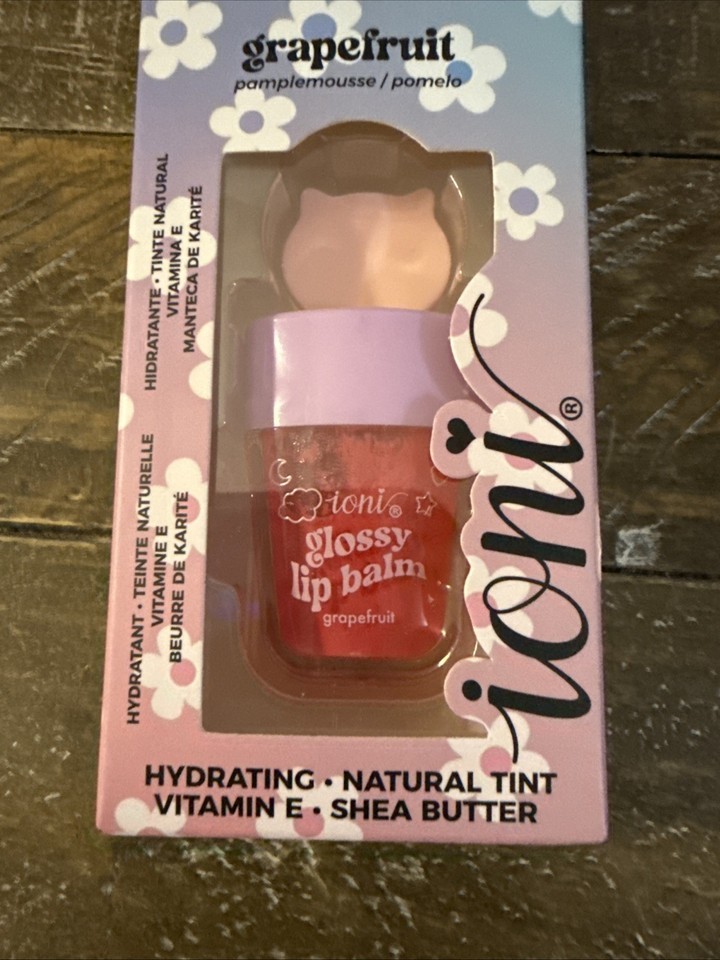 grapefruit
pamplemousse / pomelo
HIDRATANTE • TINTE NATURAL
VITAMINA E
MANTECA DE KARITÉ
HYDRATANT • TEINTE NATURELLE
VITAMINE E
BEURRE DE KARITÉ
ioni®
glossy
lip balm
grapefruit
ioni®
HYDRATING • NATURAL TINT
VITAMIN E • SHEA BUTTER